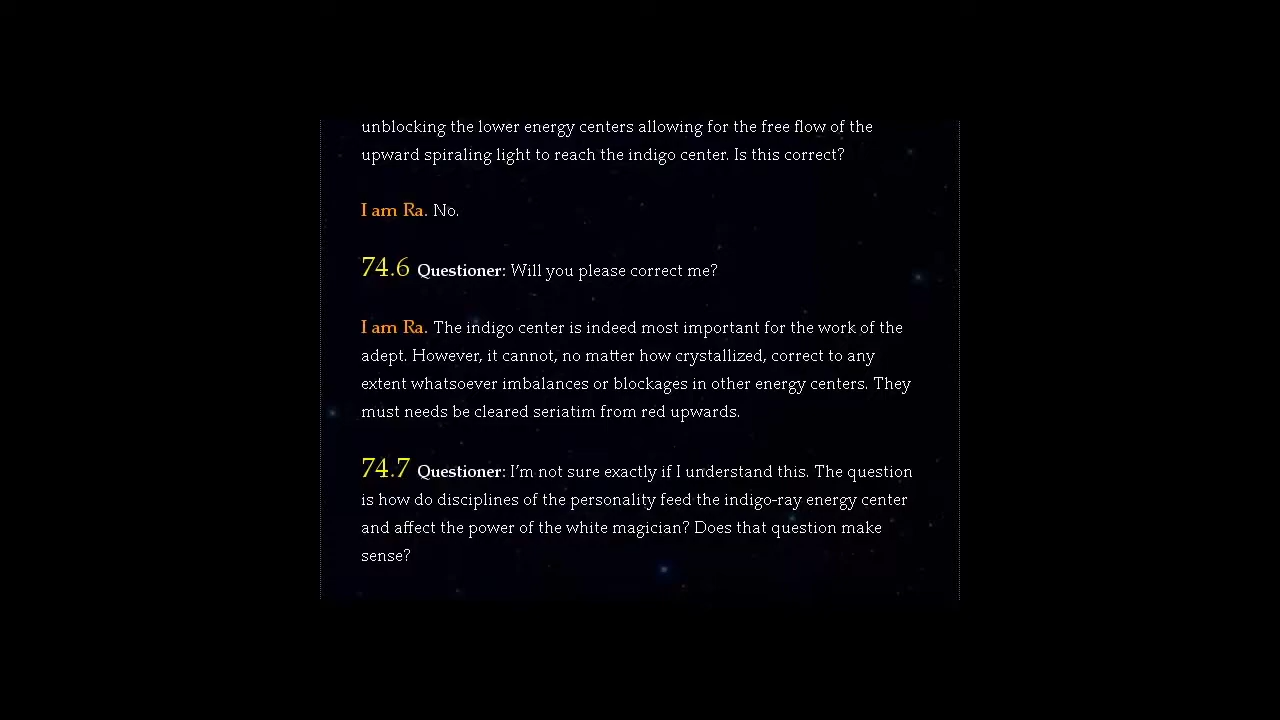 unblocking the lower energy centers allowing for the free flow of the
upward spiraling light to reach the indigo center. Is this correct?
I am Ra. No.
74.6 Questioner: Will you please correct me?
I am Ra. The indigo center is indeed most important for the work of the
adept. However, it cannot, no matter how crystallized, correct to any
extent whatsoever imbalances or blockages in other energy centers. They
must needs be cleared seriatim from red upwards.
74.7 Questioner: I’m not sure exactly if I understand this. The question
is how do disciplines of the personality feed the indigo-ray energy center
and affect the power of the white magician? Does that question make
sense?